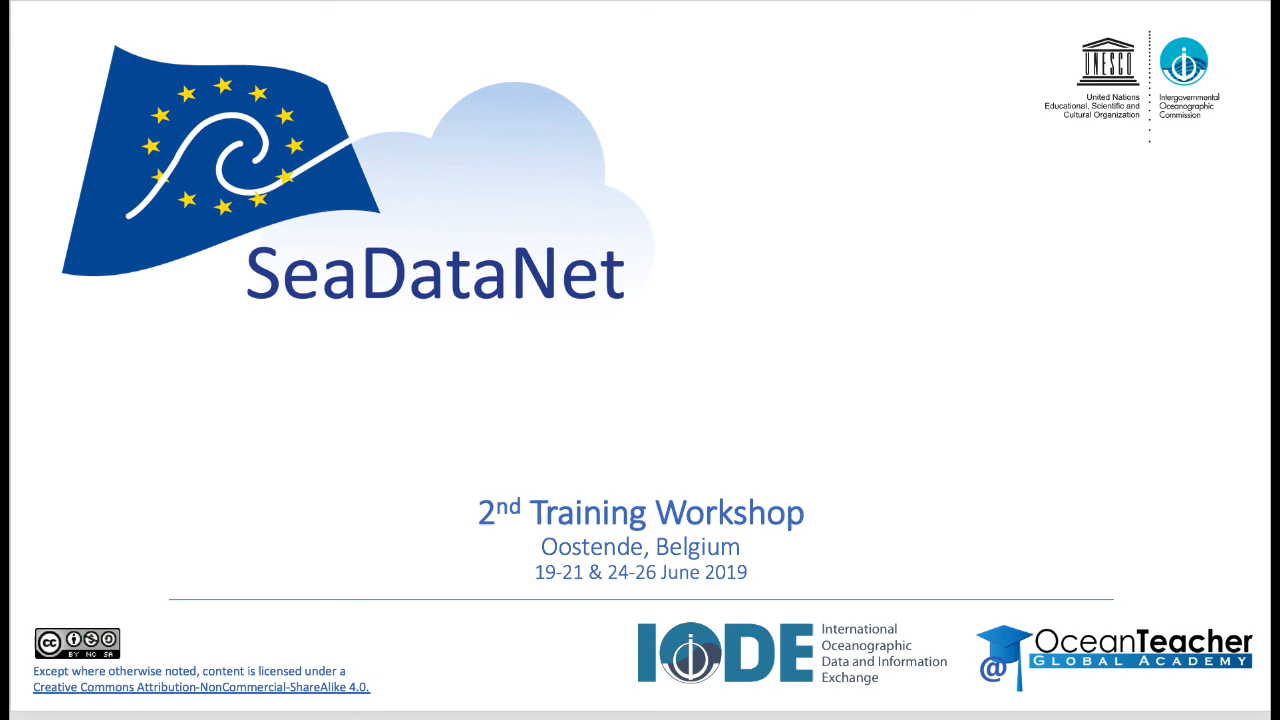 UNESCO
United Nations
Educational, Scientific and
Cultural Organization
Intergovernmental
Oceanographic
Commission
SeaDataNet
2nd Training Workshop
Oostende, Belgium
19-21 & 24-26 June 2019
cc
BY NC SA
Except where otherwise noted, content is licensed under a
Creative Commons Attribution-NonCommercial-ShareAlike 4.0.
IODE
International
Oceanographic
Data and Information
Exchange
@
OceanTeacher
GLOBAL ACADEMY